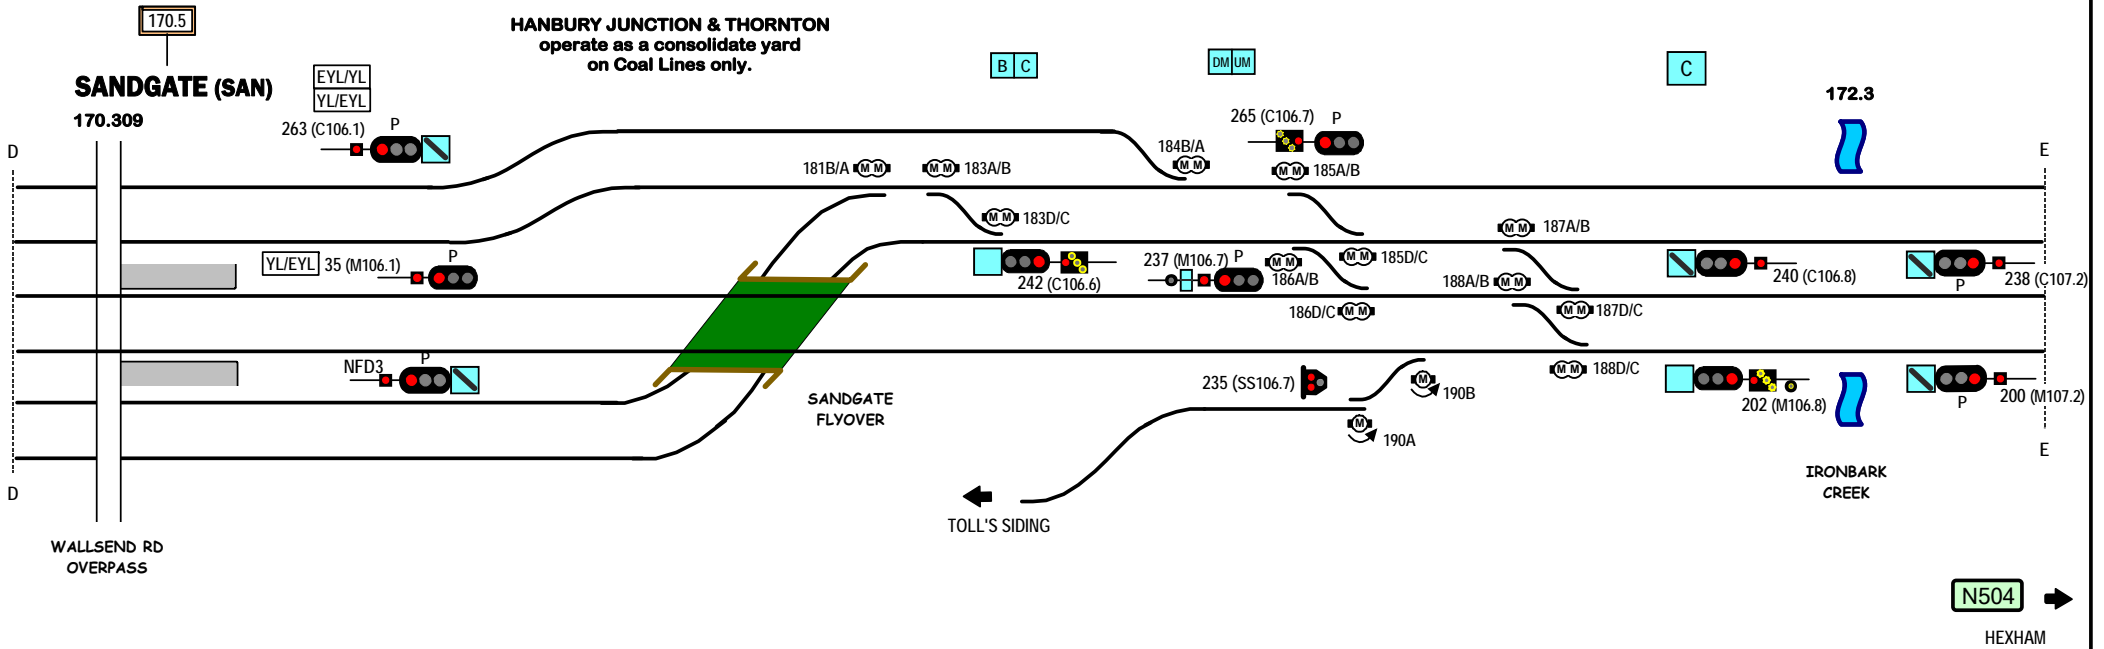 170.5
HANBURY JUNCTION & THORNTON
operate as a consolidate yard
on Coal Lines only.
SANDGATE (SAN)
170.309
EYL/YL
YL/EYL
263 (C106.1)
P
B C
DM UM
265 (C106.7)
P
C
172.3
D
E
181B/A
M M
M M
183A/B
184B/A
M M
M M
185A/B
M M
183D/C
M M
187A/B
YL/EYL
35 (M106.1)
P
242 (C106.6)
237 (M106.7)
P
M M
186A/B
M M
185D/C
188A/B
M M
240 (C106.8)
P
238 (C107.2)
186D/C
M M
M M
187D/C
NFD3
P
235 (SS106.7)
M
190B
M M
188D/C
202 (M106.8)
P
200 (M107.2)
SANDGATE
FLYOVER
M
190A
D
E
IRONBARK
CREEK
TOLL'S SIDING
WALLSEND RD
OVERPASS
N504
HEXHAM